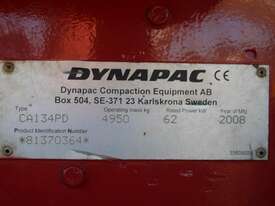 DYNAPAC CE
Dynapac Compaction Equipment AB
Box 504, SE-371 23 Karlskrona Sweden
Type Operating mass kg Rated Power kW Year of Mfg
CA134PD 4950 62 2008
Product Identification Number
*81370364*